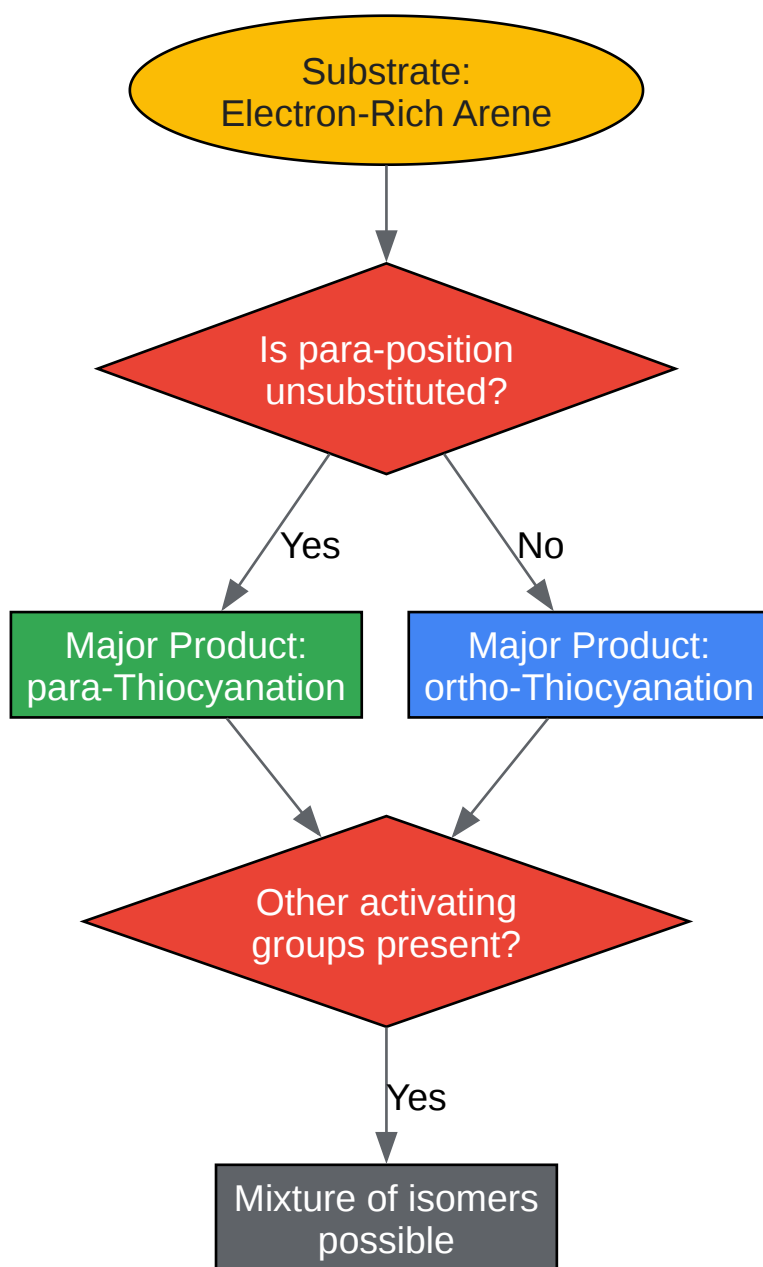 Substrate:
Electron-Rich Arene
Is para-position
unsubstituted?
Yes
No
Major Product:
para-Thiocyanation
Major Product:
ortho-Thiocyanation
Other activating
groups present?
Yes
Mixture of isomers
possible